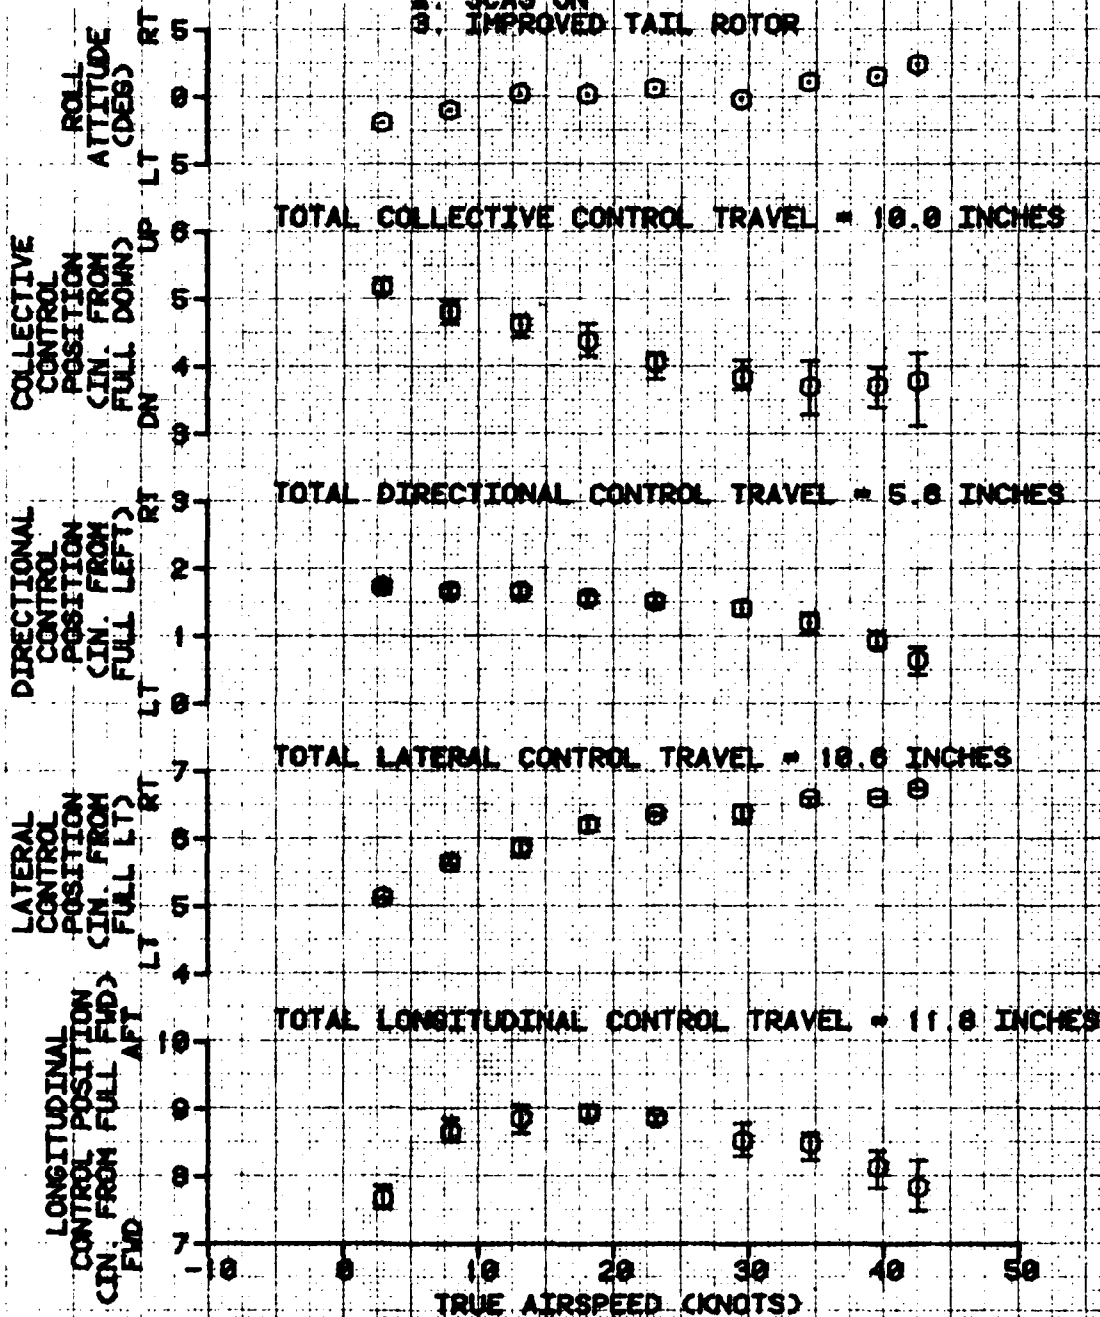 3. IMPROVED TAIL ROTOR
ROLL
ATTITUDE
(DEG)
LT RT
5
0
5
TOTAL COLLECTIVE CONTROL TRAVEL = 10.0 INCHES
COLLECTIVE
CONTROL
POSITION
(IN. FROM
FULL DOWN)
DN UP
6
5
4
3
TOTAL DIRECTIONAL CONTROL TRAVEL = 5.6 INCHES
DIRECTIONAL
CONTROL
POSITION
(IN. FROM
FULL LEFT)
LT RT
3
2
1
0
TOTAL LATERAL CONTROL TRAVEL = 10.6 INCHES
LATERAL
CONTROL
POSITION
(IN. FROM
FULL LT)
LT RT
7
6
5
4
TOTAL LONGITUDINAL CONTROL TRAVEL = 11.8 INCHES
LONGITUDINAL
CONTROL POSITION
(IN. FROM FULL FWD)
FWD AFT
10
9
8
7
-10 0 10 20 30 40 50
TRUE AIRSPEED (KNOTS)